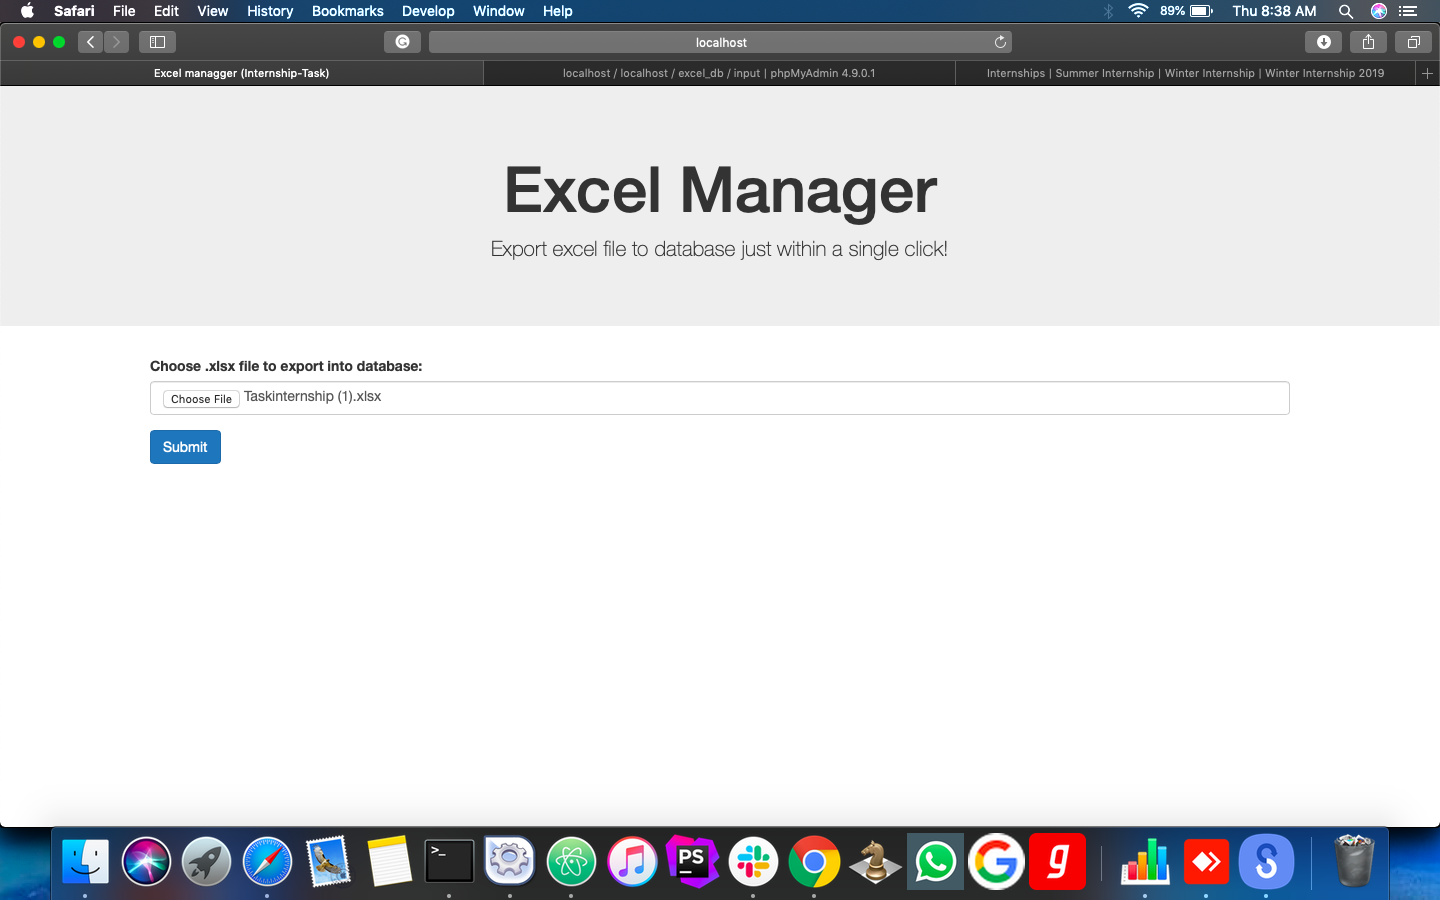 Safari File Edit View History Bookmarks Develop Window Help 89% Thu 8:38 AM
localhost
Excel managger (Internship-Task) localhost / localhost / excel_db / input | phpMyAdmin 4.9.0.1 Internships | Summer Internship | Winter Internship | Winter Internship 2019
Excel Manager
Export excel file to database just within a single click!
Choose .xlsx file to export into database:
Choose File Taskinternship (1).xlsx
Submit
>_ PS G g